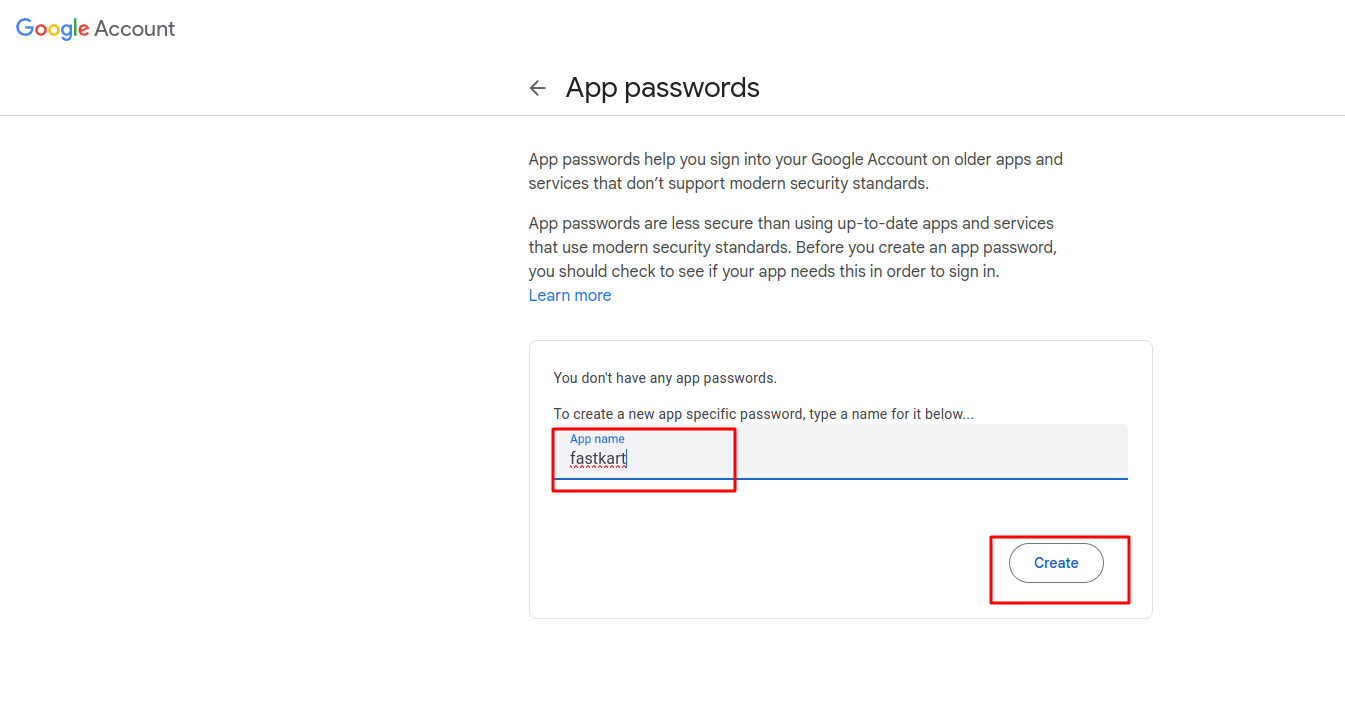 Google Account
App passwords
App passwords help you sign into your Google Account on older apps and
services that don’t support modern security standards.
App passwords are less secure than using up-to-date apps and services
that use modern security standards. Before you create an app password,
you should check to see if your app needs this in order to sign in.
Learn more
You don't have any app passwords.
To create a new app specific password, type a name for it below...
App name
fastkart
Create